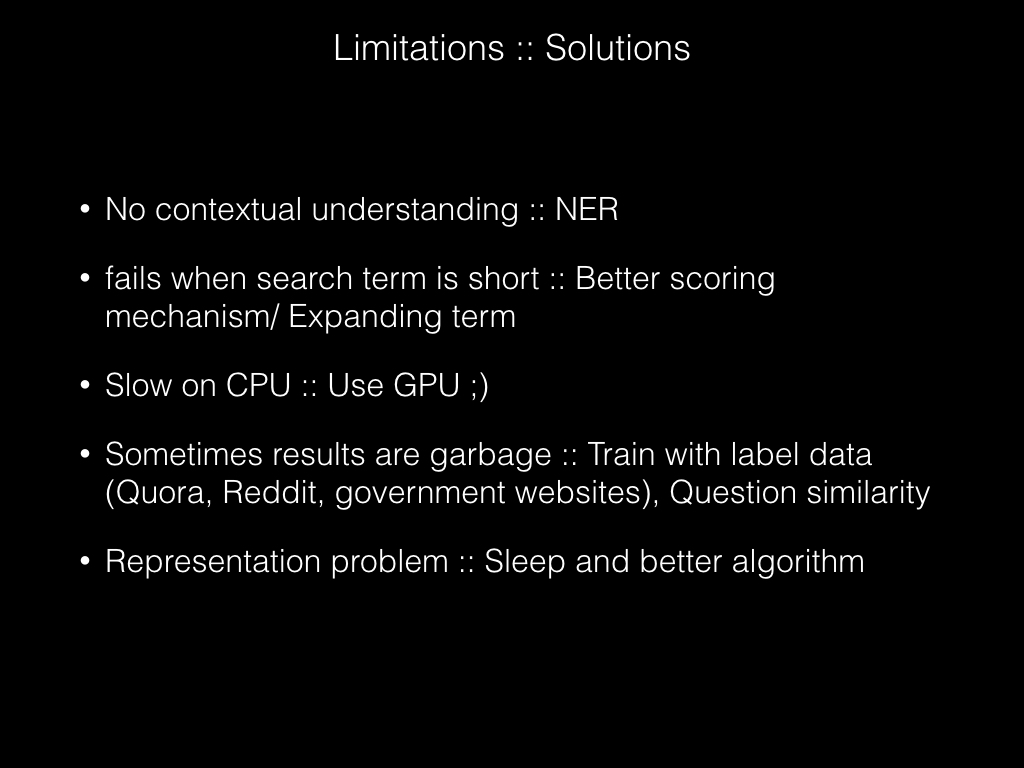 Limitations :: Solutions
• No contextual understanding :: NER
• fails when search term is short :: Better scoring
mechanism/ Expanding term
• Slow on CPU :: Use GPU ;)
• Sometimes results are garbage :: Train with label data
(Quora, Reddit, government websites), Question similarity
• Representation problem :: Sleep and better algorithm